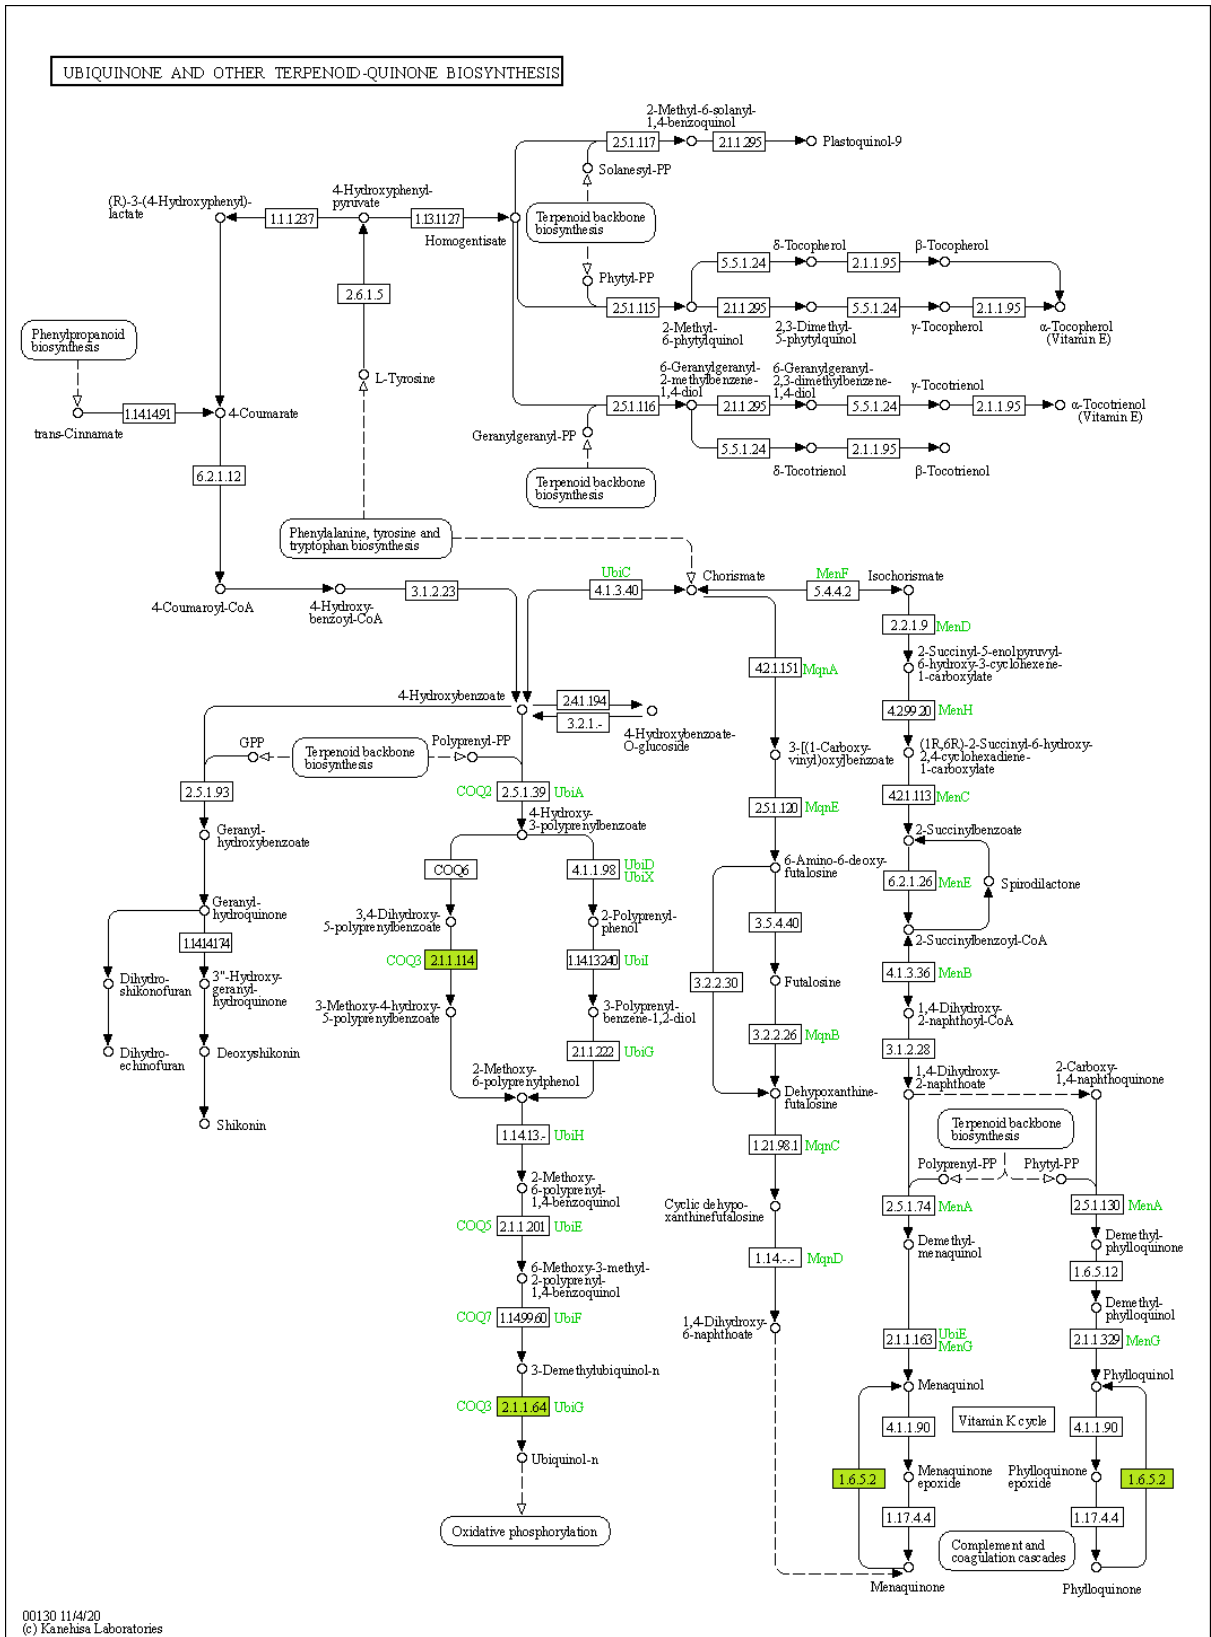 UBIQUINONE AND OTHER TERPENOID-QUINONE BIOSYNTHESIS
2-Methyl-6-solanyl-
1,4-benzoquinol
2.5.1.117
2.1.1.295
Plastoquinol-9
Solanesyl-PP
(R)-3-(4-Hydroxyphenyl)-
lactate
4-Hydroxyphenyl-
pyruvate
1.1.1.237
1.13.11.27
Homogentisate
Terpenoid backbone
biosynthesis
Phytyl-PP
δ-Tocopherol
β-Tocopherol
5.5.1.24
2.1.1.95
2.6.1.5
2.5.1.115
2.1.1.295
5.5.1.24
2.1.1.95
2-Methyl-
6-phytylquinol
2,3-Dimethyl-
5-phytylquinol
γ-Tocopherol
α-Tocopherol
(Vitamin E)
Phenylpropanoid
biosynthesis
L-Tyrosine
6-Geranylgeranyl-
2-methylbenzene-
1,4-diol
6-Geranylgeranyl-
2,3-dimethylbenzene-
1,4-diol
γ-Tocotrienol
trans-Cinnamate
1.14.14.91
4-Coumarate
2.5.1.116
2.1.1.295
5.5.1.24
2.1.1.95
α-Tocotrienol
(Vitamin E)
Geranylgeranyl-PP
5.5.1.24
2.1.1.95
δ-Tocotrienol
β-Tocotrienol
6.2.1.12
Terpenoid backbone
biosynthesis
Phenylalanine, tyrosine and
tryptophan biosynthesis
UbiC
Chorismate
MenF
Isochorismate
4-Coumaroyl-CoA
4-Hydroxy-
benzoyl-CoA
3.1.2.23
4.1.3.40
5.4.4.2
2.2.1.9
MenD
4.2.1.151
MqnA
2-Succinyl-5-enolpyruvyl-
6-hydroxy-3-cyclohexene-
1-carboxylate
4-Hydroxybenzoate
2.4.1.194
3.2.1.-
4-Hydroxybenzoate-
O-glucoside
4.2.99.20
MenH
GPP
Terpenoid backbone
biosynthesis
Polyprenyl-PP
3-[(1-Carboxy-
vinyl)oxy]benzoate
(1R,6R)-2-Succinyl-6-hydroxy-
2,4-cyclohexadiene-
1-carboxylate
2.5.1.93
COQ2
2.5.1.39
UbiA
2.5.1.120
MqnE
4.2.1.113
MenC
Geranyl-
hydroxybenzoate
4-Hydroxy-
3-polyprenylbenzoate
2-Succinylbenzoate
COQ6
4.1.1.98
UbiD
UbiX
6-Amino-6-deoxy-
futalosine
6.2.1.26
MenE
Spirodilactone
Geranyl-
hydroquinone
3,4-Dihydroxy-
5-polyprenylbenzoate
2-Polyprenyl-
phenol
3.5.4.40
2-Succinylbenzoyl-CoA
1.14.14.174
COQ3
2.1.1.114
1.14.13.240
UbiI
3.2.2.30
Futalosine
4.1.3.36
MenB
Dihydro-
shikonofuran
3"-Hydroxy-
geranyl-
hydroquinone
3-Methoxy-4-hydroxy-
5-polyprenylbenzoate
3-Polyprenyl-
benzene-1,2-diol
1,4-Dihydroxy-
2-naphthoyl-CoA
3.2.2.26
MqnB
3.1.2.28
Dihydro-
echinofuran
Deoxyshikonin
2.1.1.222
UbiG
2-Methoxy-
6-polyprenylphenol
Dehypoxanthine-
futalosine
1,4-Dihydroxy-
2-naphthoate
2-Carboxy-
1,4-naphthoquinone
Shikonin
1.14.13.-
UbiH
1.21.98.1
MqnC
Terpenoid backbone
biosynthesis
Polyprenyl-PP
Phytyl-PP
2-Methoxy-
6-polyprenyl-
1,4-benzoquinol
Cyclic dehypo-
xanthinefutalosine
2.5.1.74
MenA
2.5.1.130
MenA
COQ5
2.1.1.201
UbiE
Demethyl-
menaquinol
Demethyl-
phylloquinone
1.14.-.-
MqnD
6-Methoxy-3-methyl-
2-polyprenyl-
1,4-benzoquinol
1.6.5.12
COQ7
1.14.99.60
UbiF
1,4-Dihydroxy-
6-naphthoate
Demethyl-
phylloquinol
2.1.1.163
UbiE
MenG
2.1.1.329
MenG
3-Demethylubiquinol-n
Menaquinol
Phylloquinol
COQ3
2.1.1.64
UbiG
4.1.1.90
Vitamin K cycle
4.1.1.90
Ubiquinol-n
1.6.5.2
Menaquinone
epoxide
Phylloquinone
epoxide
1.6.5.2
Oxidative phosphorylation
1.17.4.4
1.17.4.4
Complement and
coagulation cascades
Menaquinone
Phylloquinone
00130 11/4/20
(c) Kanehisa Laboratories